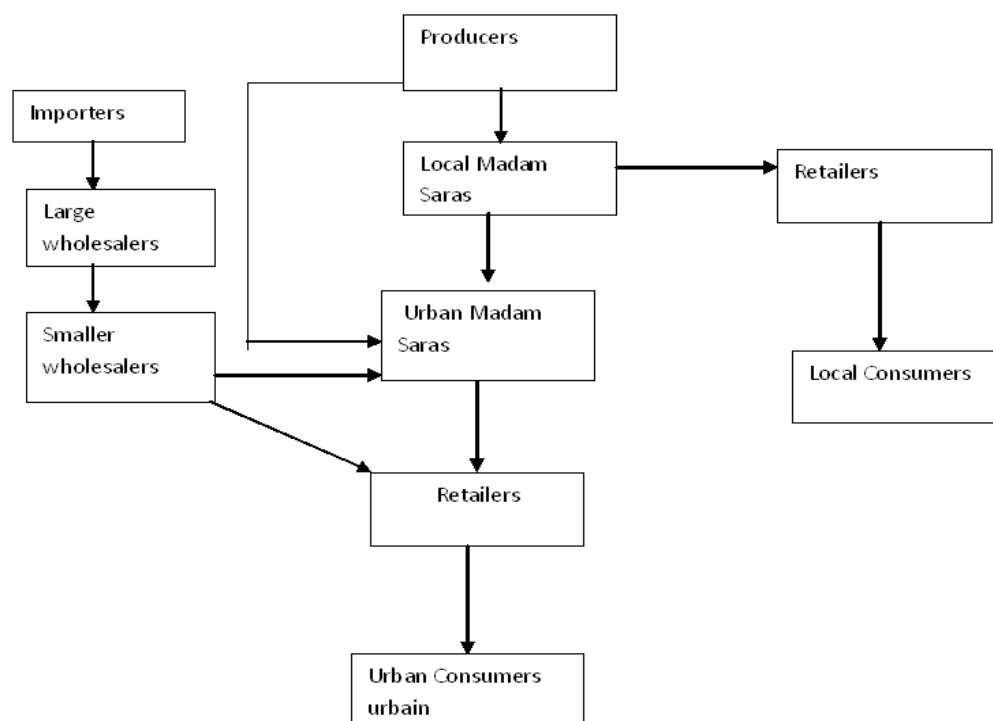 Producers
Importers
Local Madam
Saras
Retailers
Large
wholesalers
Urban Madam
Saras
Smaller
wholesalers
Local Consumers
Retailers
Urban Consumers
urbain